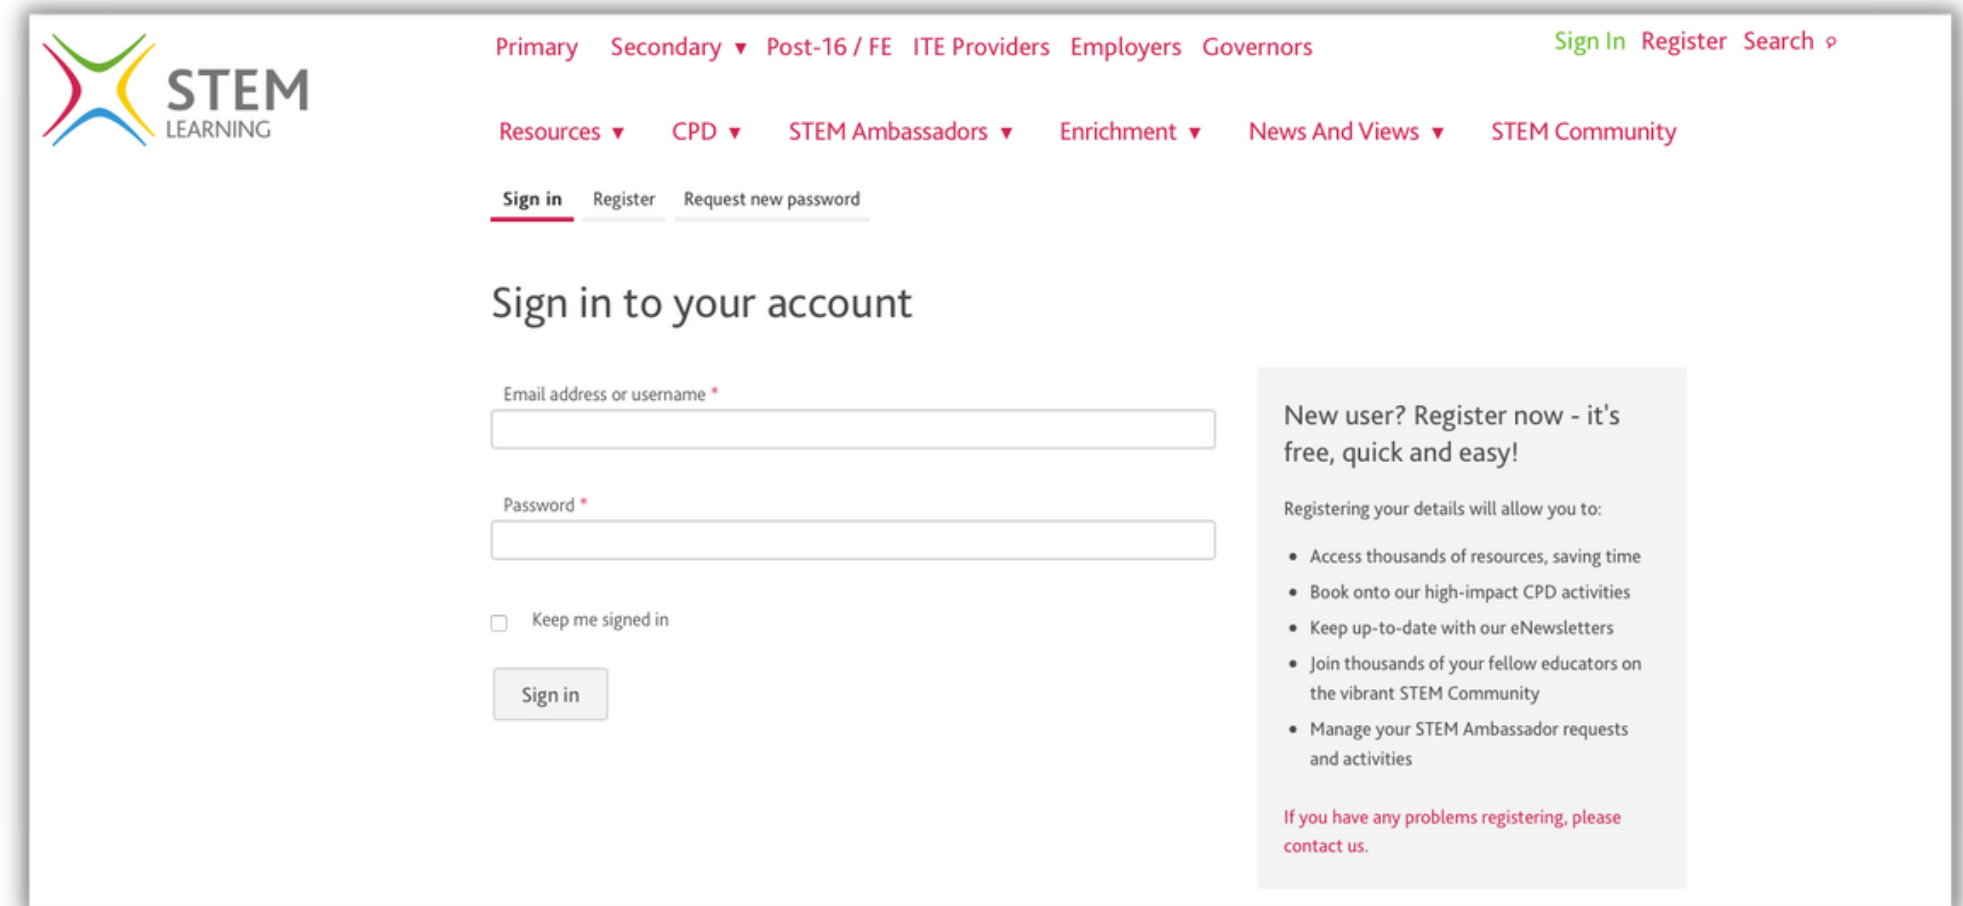 STEM
LEARNING
Primary Secondary ▼ Post-16 / FE ITE Providers Employers Governors
Sign In Register Search
Resources ▼ CPD ▼ STEM Ambassadors ▼ Enrichment ▼ News And Views ▼ STEM Community
Sign in Register Request new password
Sign in to your account
Email address or username *
Password *
Keep me signed in
Sign in
New user? Register now - it's
free, quick and easy!
Registering your details will allow you to:
• Access thousands of resources, saving time
• Book onto our high-impact CPD activities
• Keep up-to-date with our eNewsletters
• Join thousands of your fellow educators on
the vibrant STEM Community
• Manage your STEM Ambassador requests
and activities
If you have any problems registering, please
contact us.